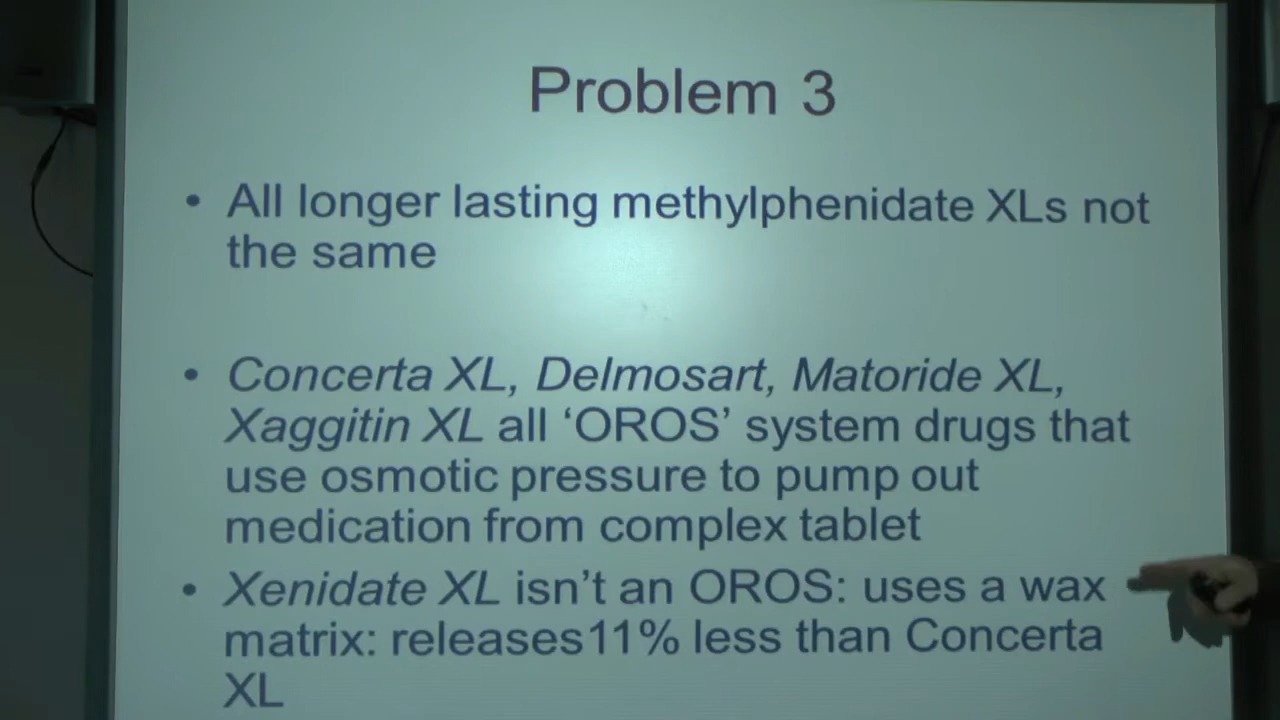 Problem 3
• All longer lasting methylphenidate XLs not
the same
• Concerta XL, Delmosart, Matoride XL,
Xaggitin XL all ‘OROS’ system drugs that
use osmotic pressure to pump out
medication from complex tablet
• Xenidate XL isn’t an OROS: uses a wax
matrix: releases 11% less than Concerta
XL